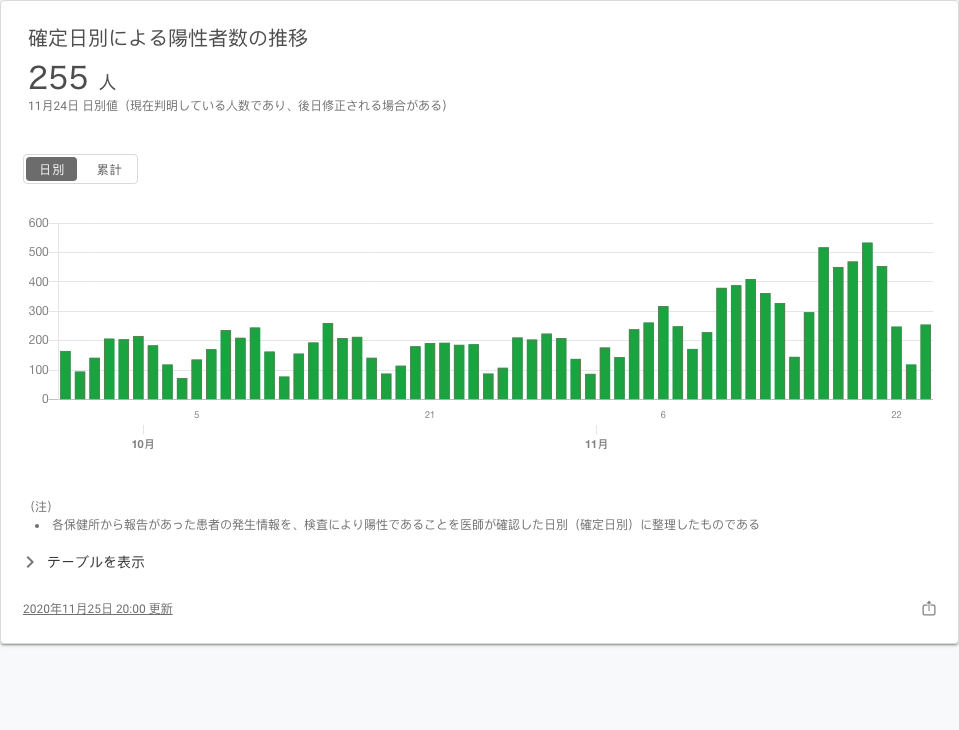 確定日別による陽性者数の推移
255 人
11月24日 日別値（現在判明している人数であり、後日修正される場合がある）
日別 累計
600
500
400
300
200
100
0
5 21 6 22
10月 11月
（注）
• 各保健所から報告があった患者の発生情報を、検査により陽性であることを医師が確認した日別（確定日別）に整理したものである
テーブルを表示
2020年11月25日 20:00 更新